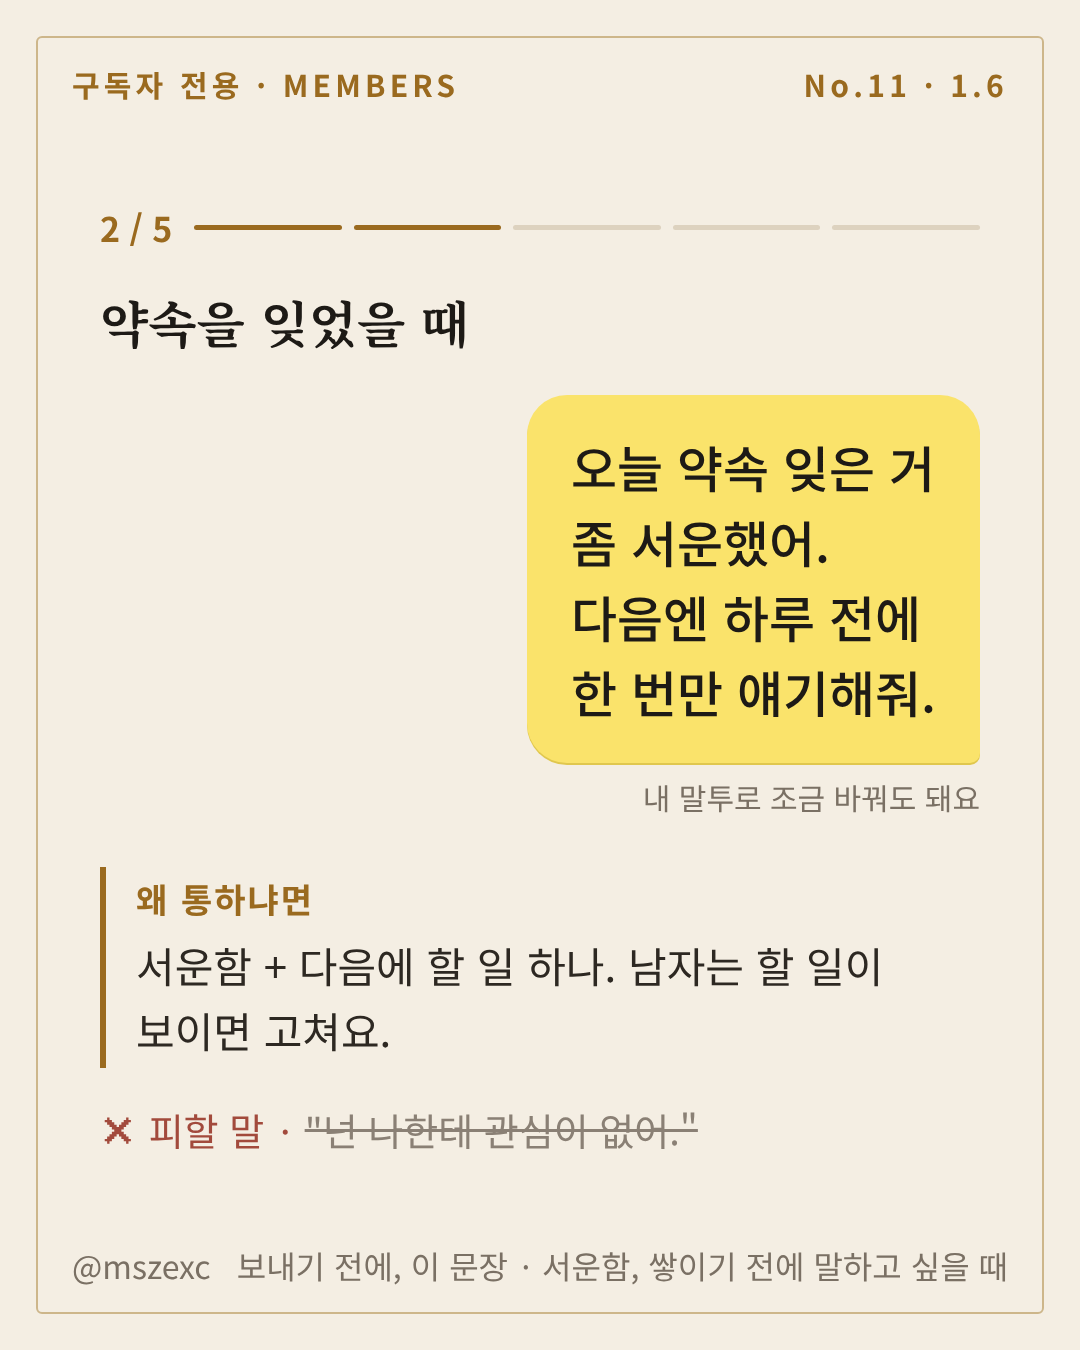 구독자 전용 · MEMBERS
No.11 · 1.6
2 / 5
약속을 잊었을 때
오늘 약속 잊은 거
좀 서운했어.
다음엔 하루 전에
한 번만 얘기해줘.
내 말투로 조금 바꿔도 돼요
왜 통하냐면
서운함 + 다음에 할 일 하나. 남자는 할 일이
보이면 고쳐요.
❌ 피할 말 · "넌 나한테 관심이 없어."
@mszexc 보내기 전에, 이 문장 · 서운함, 쌓이기 전에 말하고 싶을 때